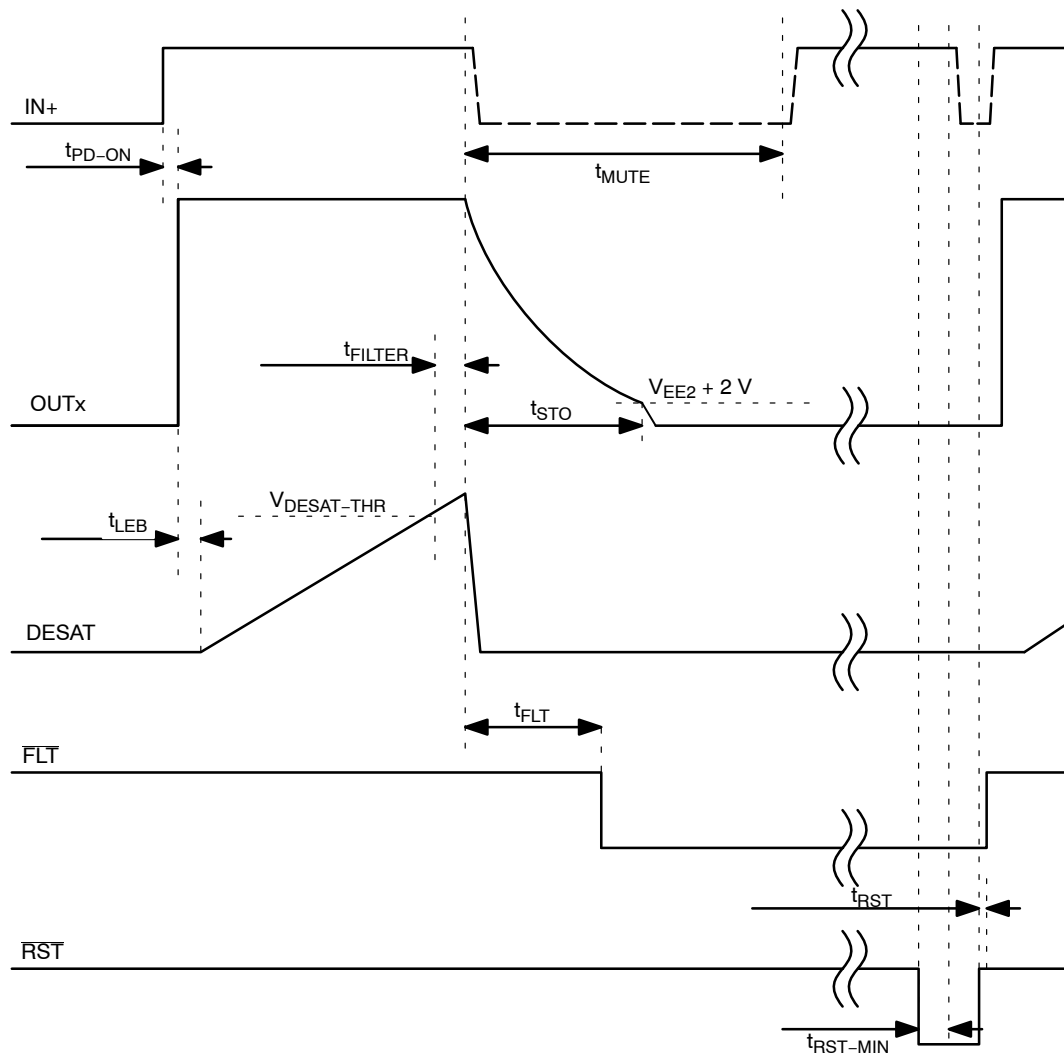 IN+
tPD−ON
tMUTE
tFILTER
VEE2 + 2 V
OUTx
tSTO
VDESAT−THR
tLEB
DESAT
tFLT
FLT
tRST
RST
tRST−MIN